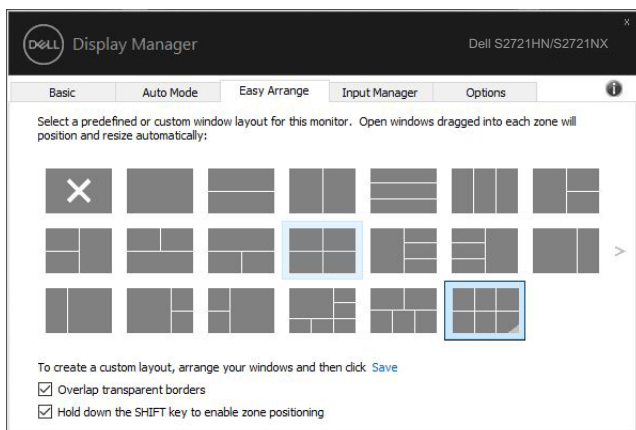 x
DELL Display Manager Dell S2721HN/S2721NX
Basic Auto Mode Easy Arrange Input Manager Options
Select a predefined or custom window layout for this monitor. Open windows dragged into each zone will
position and resize automatically:
To create a custom layout, arrange your windows and then click Save
Overlap transparent borders
Hold down the SHIFT key to enable zone positioning